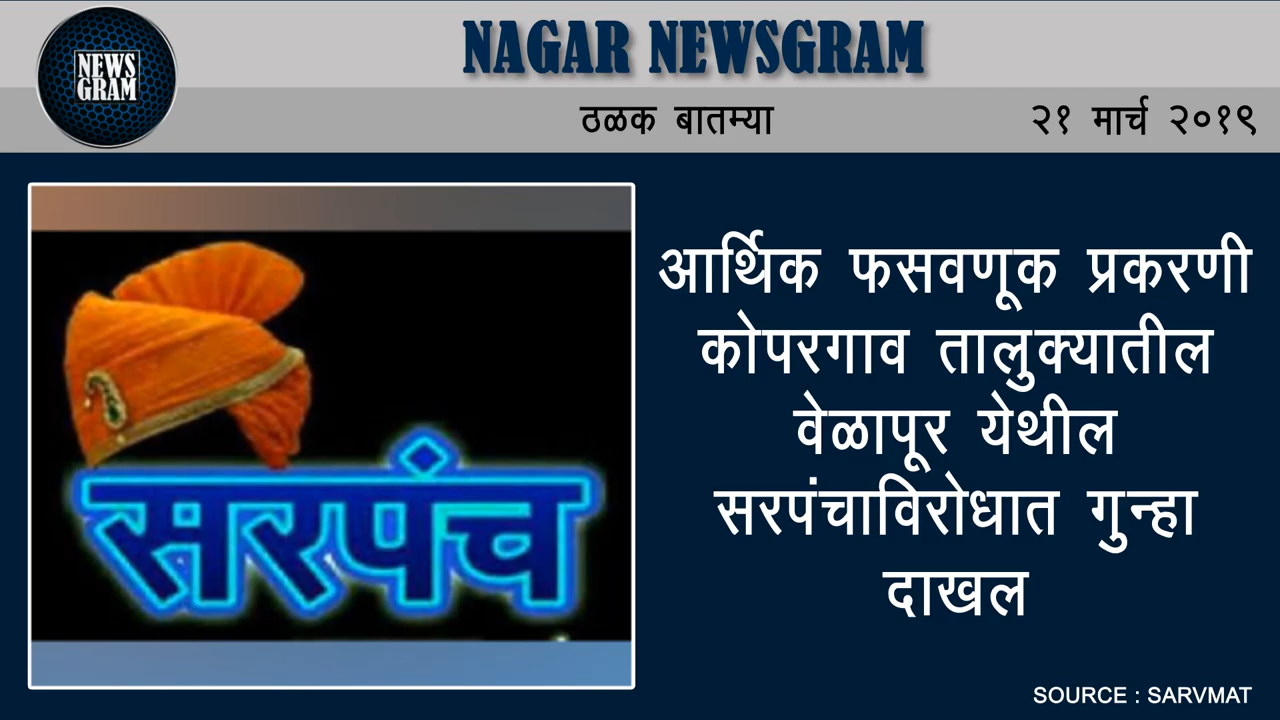 NEWS
GRAM
NAGAR NEWSGRAM
ठळक बातम्या
२१ मार्च २०१९
सरपंच
आर्थिक फसवणूक प्रकरणी
कोपरगाव तालुक्यातील
वेळापूर येथील
सरपंचाविरोधात गुन्हा
दाखल
SOURCE : SARVMAT